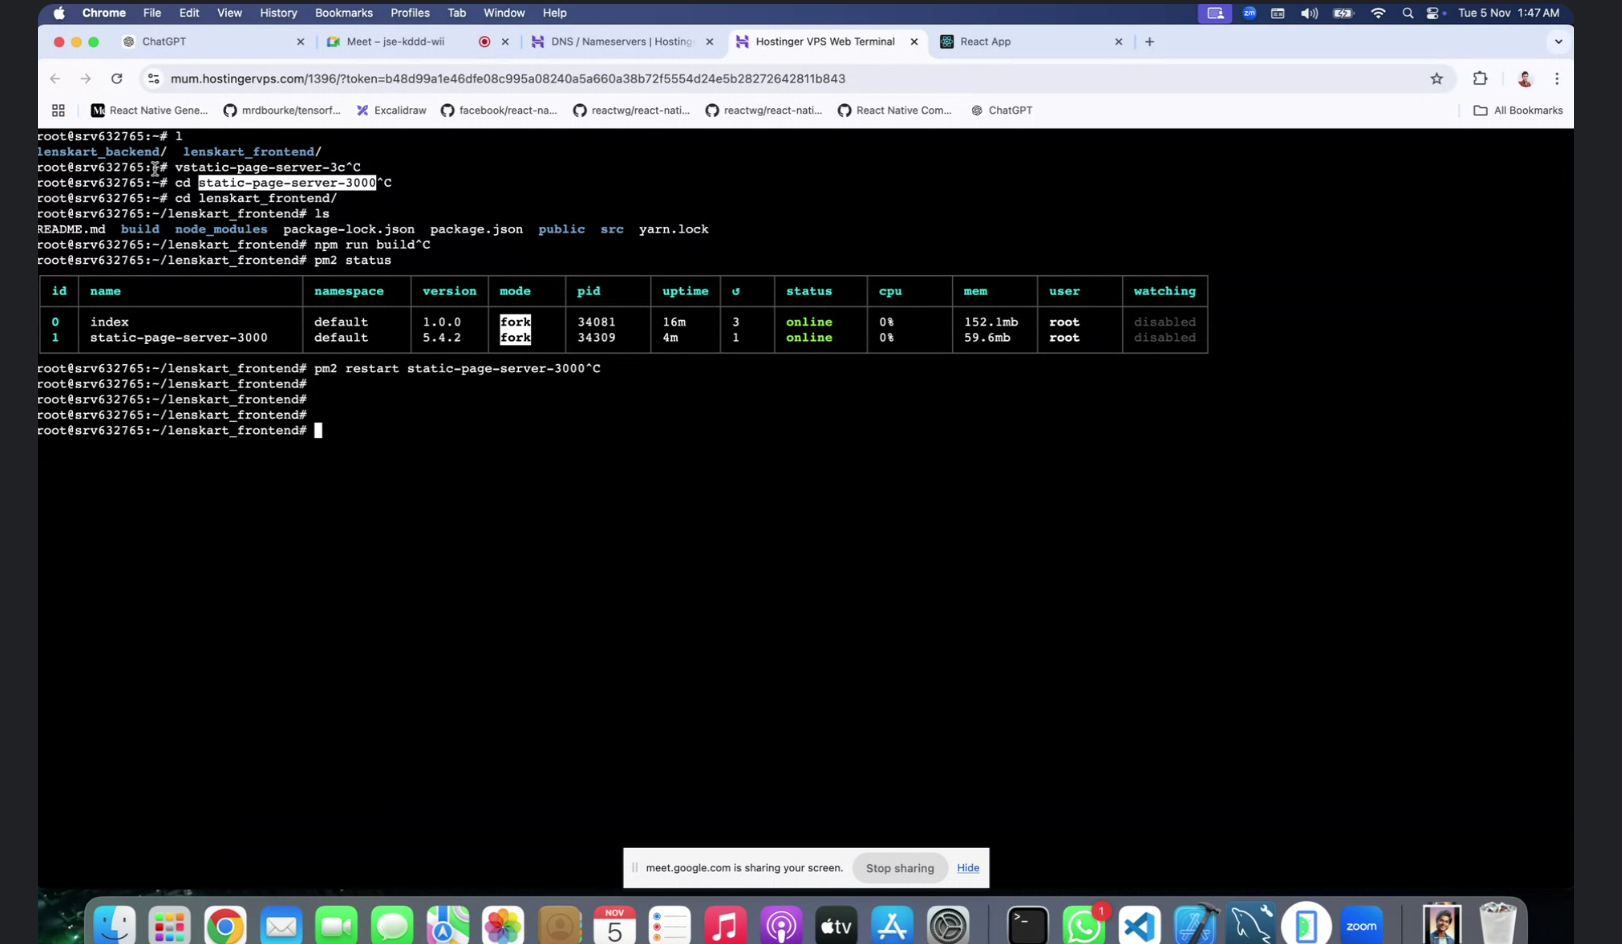 Chrome File Edit View History Bookmarks Profiles Tab Window Help zm Tue 5 Nov 1:47 AM
ChatGPT Meet – jse-kddd-wii DNS / Nameservers | Hosting Hostinger VPS Web Terminal React App
mum.hostingervps.com/1396/?token=b48d99a1e46dfe08c995a08240a5a660a38b72f5554d24e5b28272642811b843
React Native Gene... mrdbourke/tensorf... Excalidraw facebook/react-na... reactwg/react-nati... reactwg/react-nati... React Native Com... ChatGPT All Bookmarks
root@srv632765:~# l
lenskart_backend/ lenskart_frontend/
root@srv632765:~# vstatic-page-server-3c^C
root@srv632765:~# cd static-page-server-3000^C
root@srv632765:~# cd lenskart_frontend/
root@srv632765:~/lenskart_frontend# ls
README.md build node_modules package-lock.json package.json public src yarn.lock
root@srv632765:~/lenskart_frontend# npm run build^C
root@srv632765:~/lenskart_frontend# pm2 status
id name namespace version mode pid uptime ↺ status cpu mem user watching
0 index default 1.0.0 fork 34081 16m 3 online 0% 152.1mb root disabled
1 static-page-server-3000 default 5.4.2 fork 34309 4m 1 online 0% 59.6mb root disabled
root@srv632765:~/lenskart_frontend# pm2 restart static-page-server-3000^C
root@srv632765:~/lenskart_frontend#
root@srv632765:~/lenskart_frontend#
root@srv632765:~/lenskart_frontend#
root@srv632765:~/lenskart_frontend#
meet.google.com is sharing your screen. Stop sharing Hide
NOV
5
tv
1
zoom